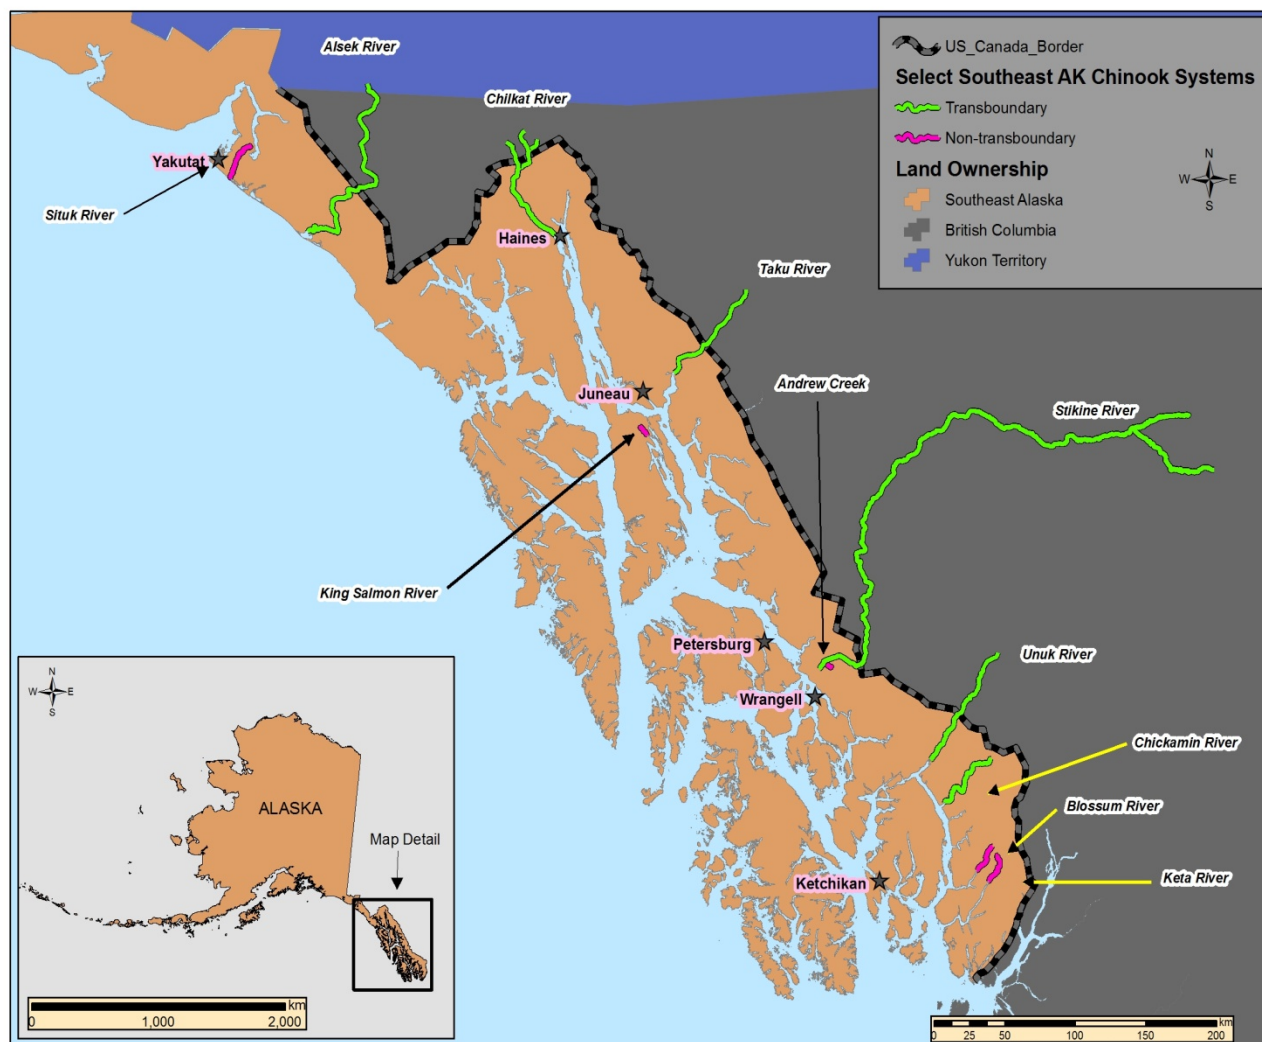 Alsek River
Chilkat River
Yakutat
Situk River
Haines
Taku River
Juneau
Andrew Creek
Stikine River
King Salmon River
Petersburg
Wrangell
Unuk River
Chickamin River
Blossum River
Ketchikan
Keta River
US_Canada_Border
Select Southeast AK Chinook Systems
Transboundary
Non-transboundary
Land Ownership
Southeast Alaska
British Columbia
Yukon Territory
N
W E
S
N
W E
S
ALASKA
Map Detail
km
0 1,000 2,000
km
0 25 50 100 150 200